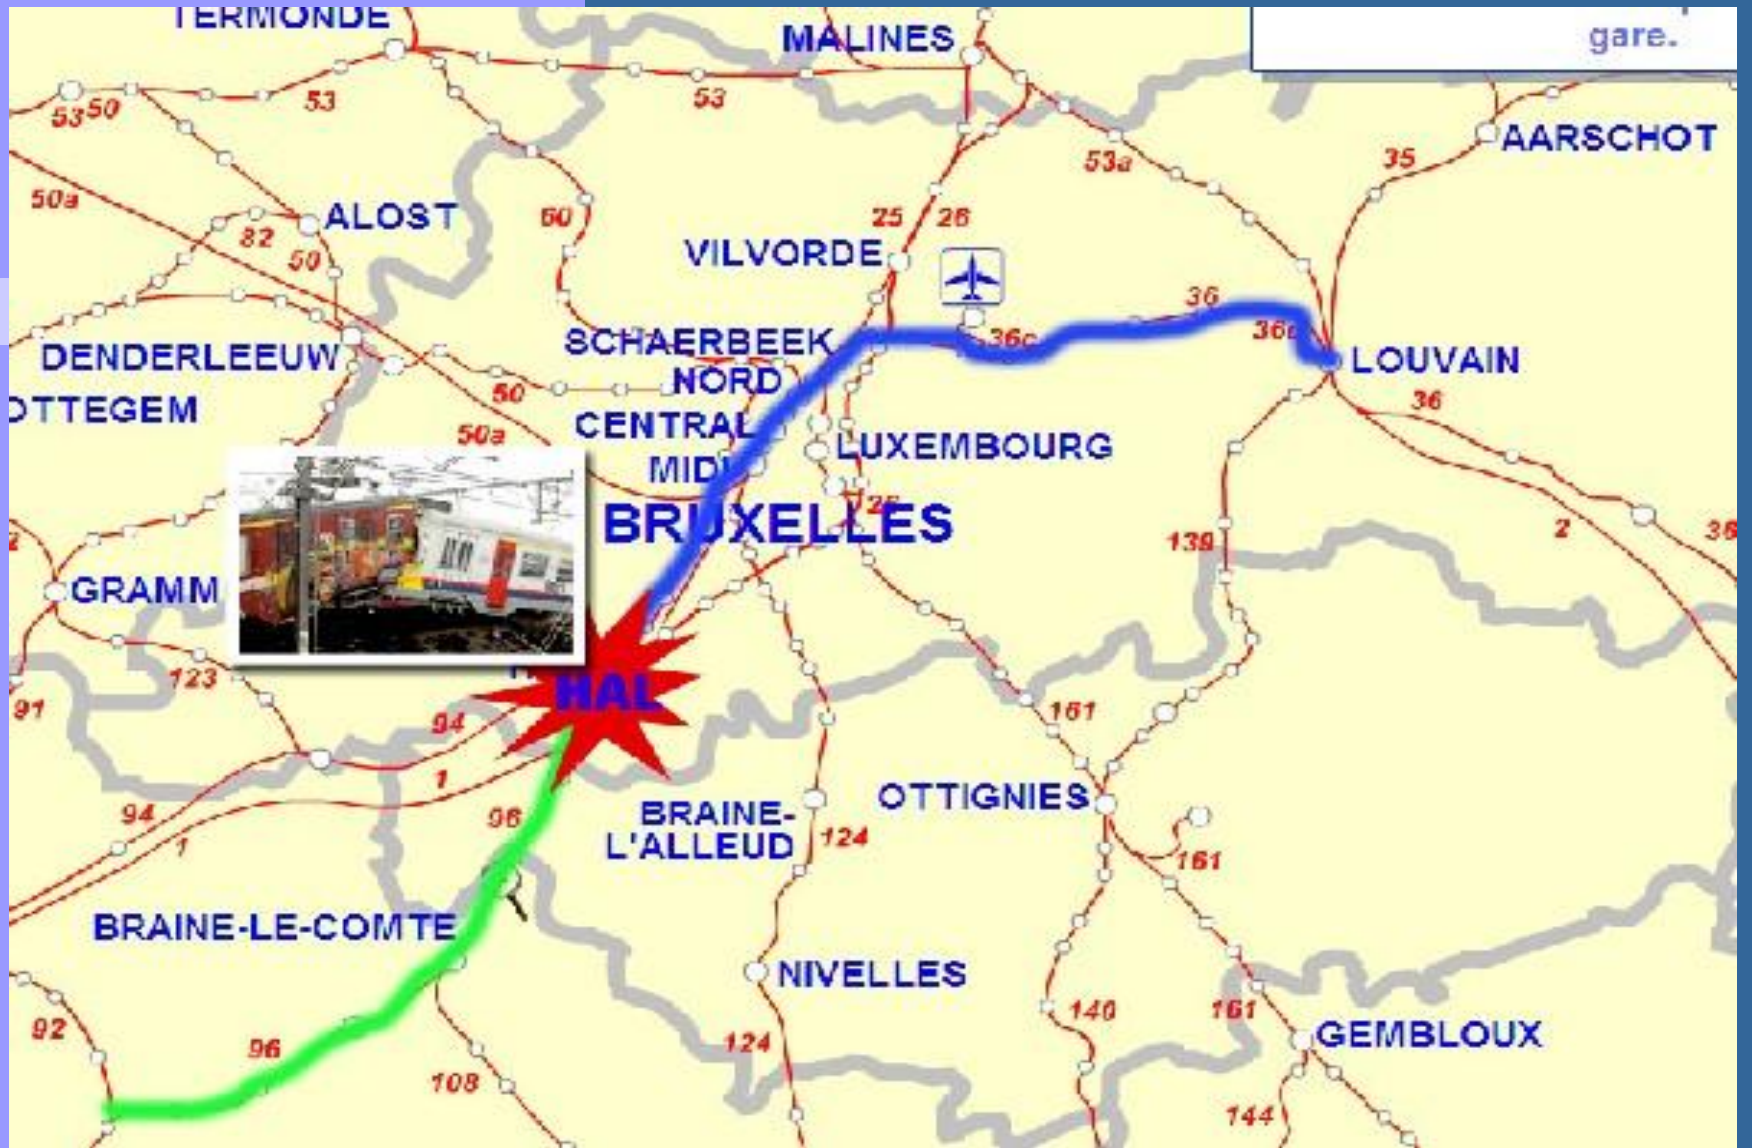 TERMONDE
MALINES
gare.
53
50
53
53
53a
35
AARSCHOT
50a
ALOST
60
25
26
82
50
VILVORDE
36
SCHAERBEEK
36c
DENDERLEEUW
NORD
LOUVAIN
50
36
OTTEGEM
CENTRAL
50a
LUXEMBOURG
MIDI
BRUXELLES
2
139
GRAMM
123
HAL
91
94
161
1
OTTIGNIES
94
96
BRAINE-
L'ALLEUD
124
1
161
BRAINE-LE-COMTE
NIVELLES
92
140
161
GEMBLOUX
96
124
108
144